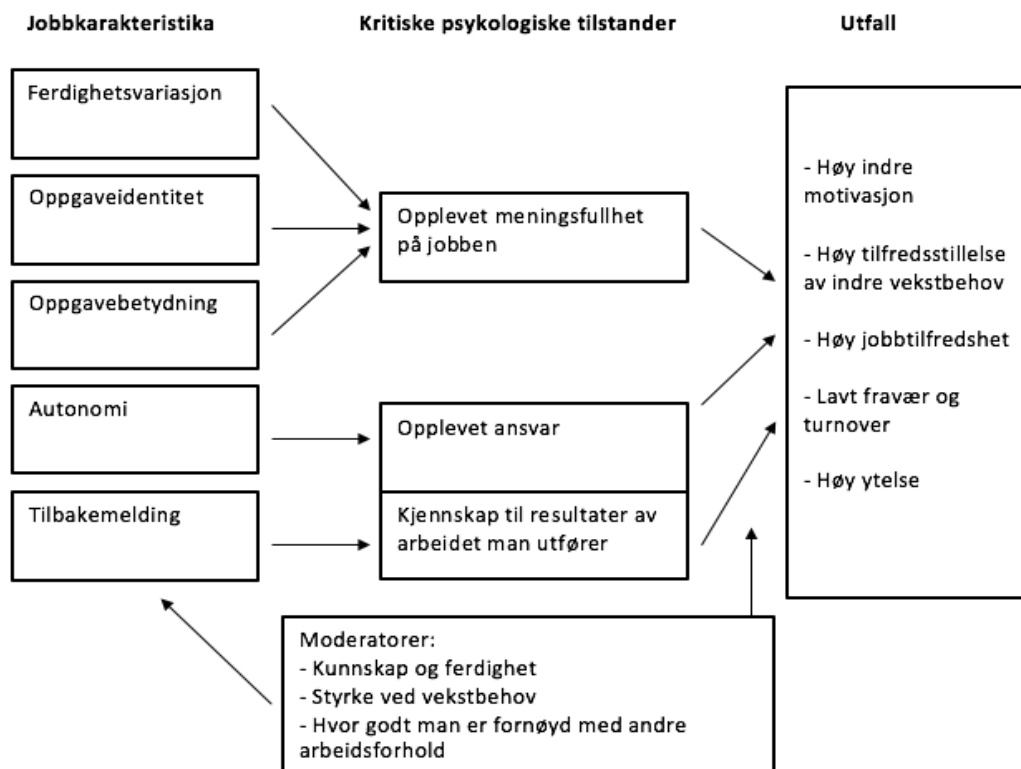 Jobbkarakteristika
Kritiske psykologiske tilstander
Utfall
Ferdighetsvariasjon
Oppgaveidentitet
Oppgavebetydning
Autonomi
Tilbakemelding
Opplevet meningsfullhet
på jobben
Opplevet ansvar
Kjennskap til resultater av
arbeidet man utfører
- Høy indre
motivasjon
- Høy tilfredsstillelse
av indre vekstbehov
- Høy jobbtilfredshet
- Lavt fravær og
turnover
- Høy ytelse
Moderatorer:
- Kunnskap og ferdighet
- Styrke ved vekstbehov
- Hvor godt man er fornøyd med andre
arbeidsforhold